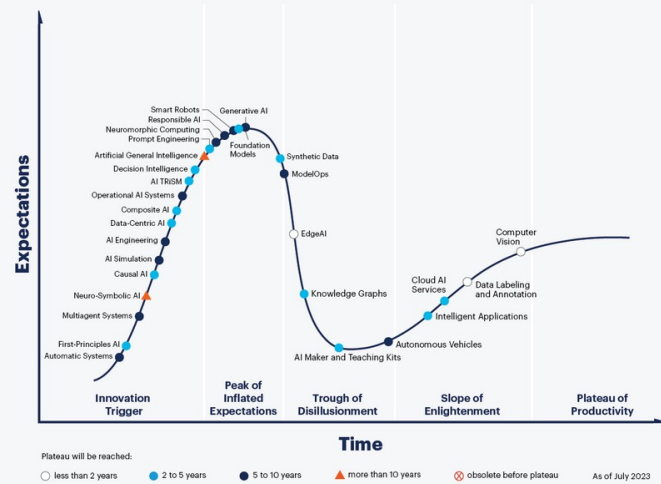 Expectations
Smart Robots
Generative AI
Responsible AI
Neuromorphic Computing
Prompt Engineering
Foundation
Models
Artificial General Intelligence
Synthetic Data
Decision Intelligence
ModelOps
AI TRiSM
Operational AI Systems
Composite AI
Data-Centric AI
EdgeAI
Computer
Vision
AI Engineering
AI Simulation
Causal AI
Cloud AI
Services
Data Labeling
and Annotation
Neuro-Symbolic AI
Knowledge Graphs
Multiagent Systems
Intelligent Applications
First-Principles AI
Autonomous Vehicles
Automatic Systems
AI Maker and Teaching Kits
Innovation
Trigger
Peak of
Inflated
Expectations
Trough of
Disillusionment
Slope of
Enlightenment
Plateau of
Productivity
Time
Plateau will be reached:
less than 2 years
2 to 5 years
5 to 10 years
more than 10 years
obsolete before plateau
As of July 2023